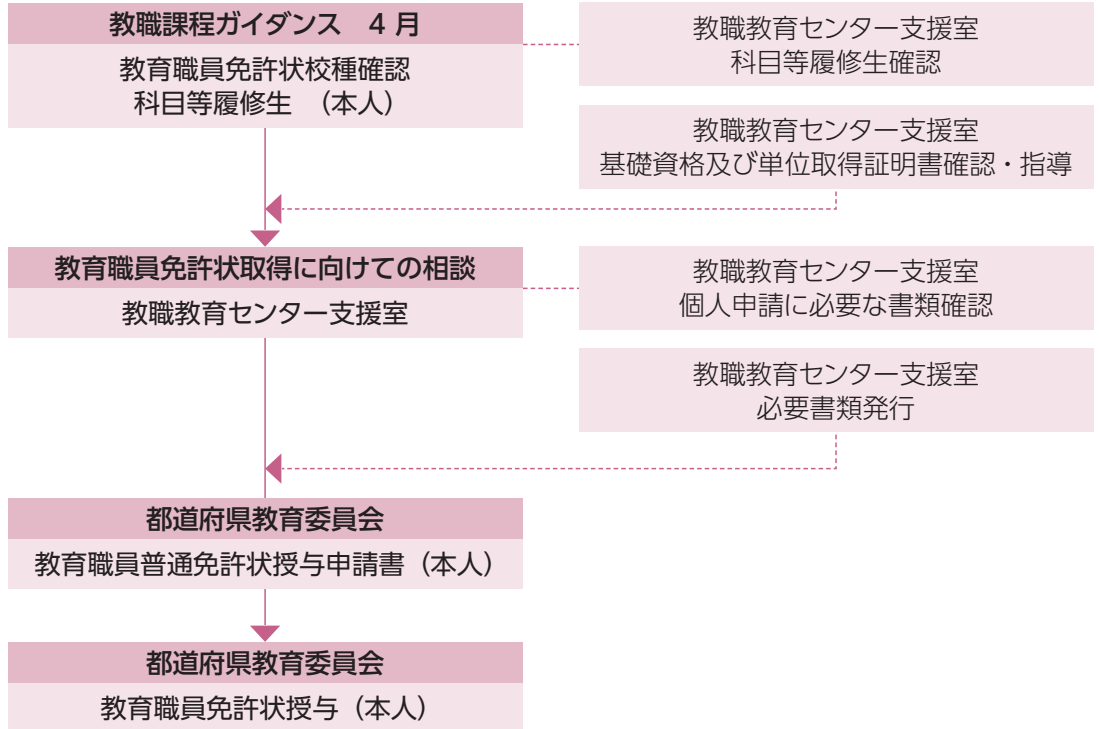 教職課程ガイダンス　4 月
教育職員免許状校種確認
科目等履修生　（本人）
教職教育センター支援室
科目等履修生確認
教職教育センター支援室
基礎資格及び単位取得証明書確認・指導
教育職員免許状取得に向けての相談
教職教育センター支援室
教職教育センター支援室
個人申請に必要な書類確認
教職教育センター支援室
必要書類発行
都道府県教育委員会
教育職員普通免許状授与申請書（本人）
都道府県教育委員会
教育職員免許状授与（本人）